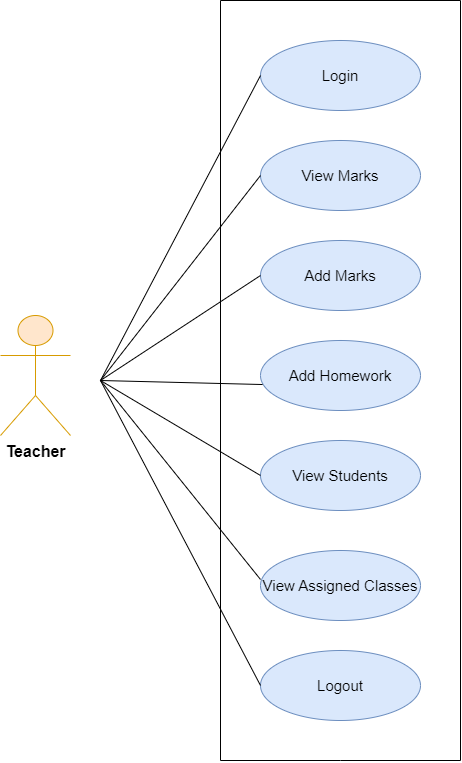 Login
View Marks
Add Marks
Add Homework
Teacher
View Students
View Assigned Classes
Logout